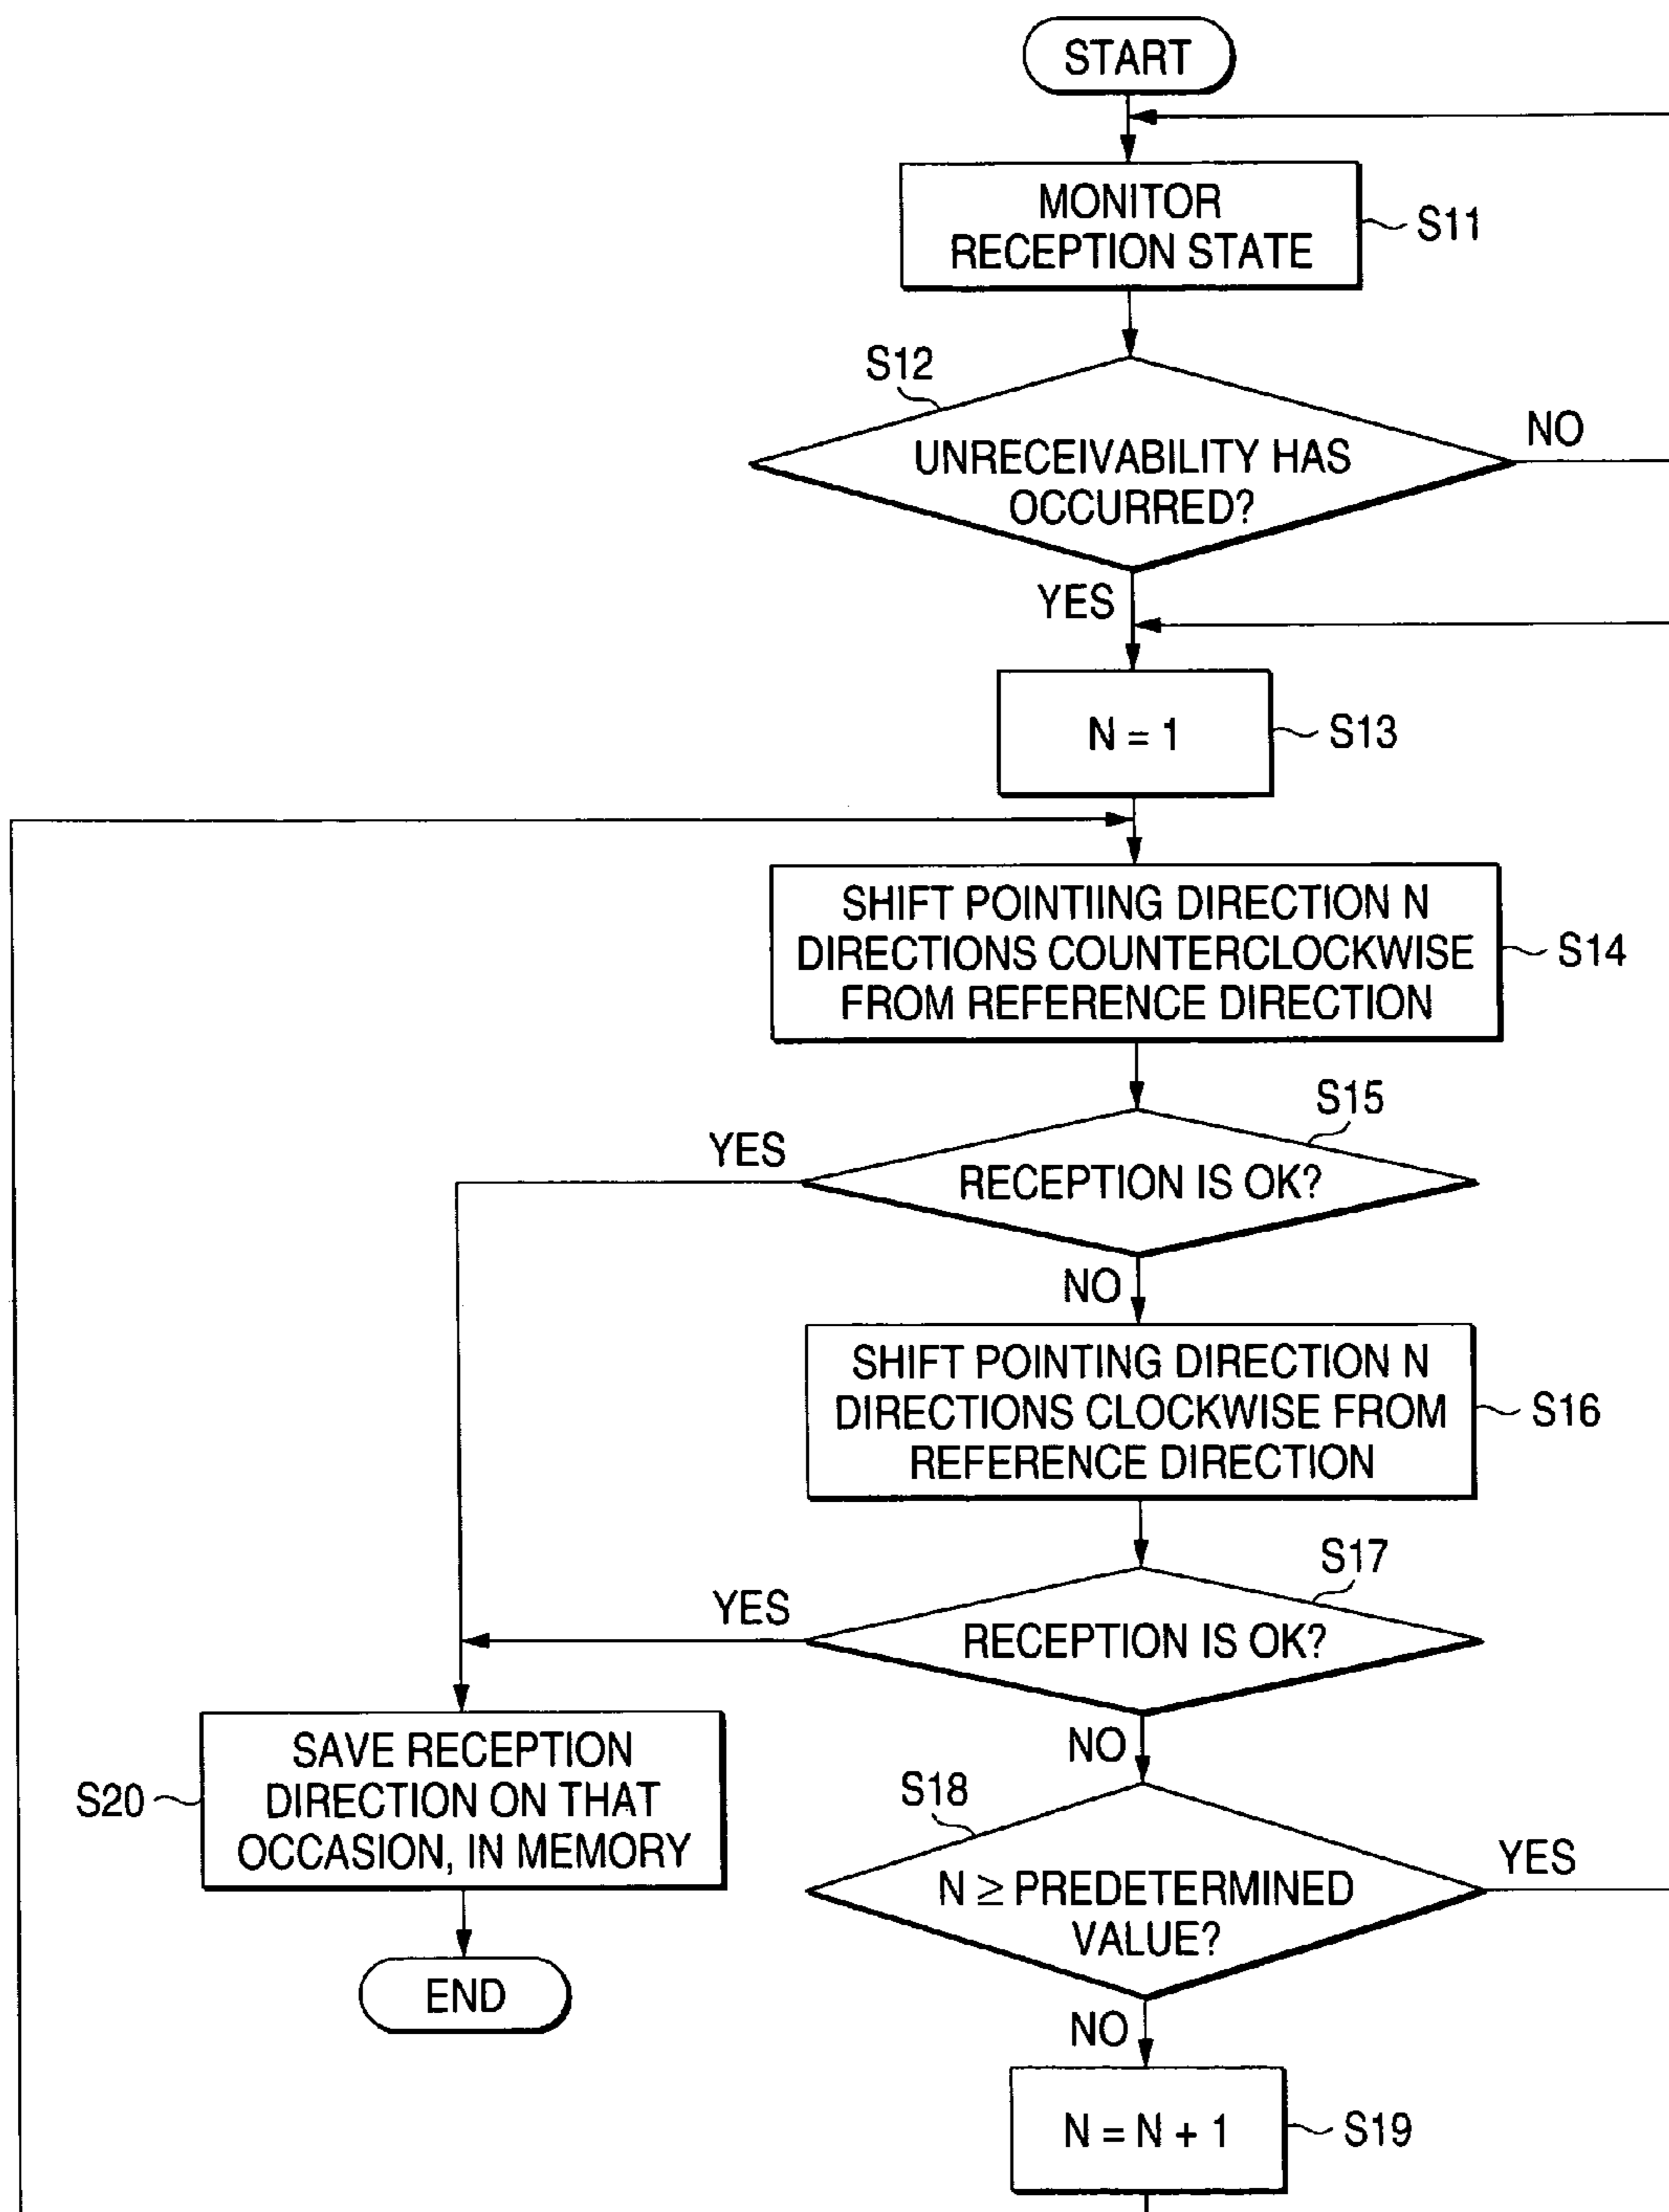 START
MONITOR
RECEPTION STATE
S11
S12
UNRECEIVABILITY HAS
OCCURRED?
NO
YES
N = 1
S13
SHIFT POINTIING DIRECTION N
DIRECTIONS COUNTERCLOCKWISE
FROM REFERENCE DIRECTION
S14
S15
YES
RECEPTION IS OK?
NO
SHIFT POINTING DIRECTION N
DIRECTIONS CLOCKWISE FROM
REFERENCE DIRECTION
S16
S17
YES
RECEPTION IS OK?
NO
SAVE RECEPTION
DIRECTION ON THAT
OCCASION, IN MEMORY
S20
END
S18
N ≥ PREDETERMINED
VALUE?
YES
NO
N = N + 1
S19